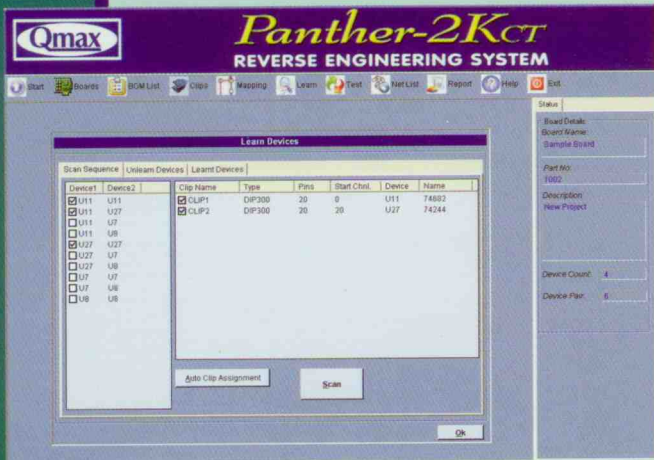 Qmax
Panther-2KCT
REVERSE ENGINEERING SYSTEM
Start Boards BOM List Clips Mapping Learn Test Net List Report Help Exit
Status
Board Details:
Board Name:
Sample Board
Part No:
1002
Description:
New Project
Device Count: 4
Device Pair: 6
Learn Devices
Scan Sequence Unlearn Devices Learnt Devices
Device1 Device2
U11 U11
U11 U27
U11 U7
U11 U8
U27 U27
U27 U7
U27 U8
U7 U7
U7 U8
U8 U8
Clip Name Type Pins Start Chnl. Device Name
CLIP1 DIP300 20 0 U11 74682
CLIP2 DIP300 20 20 U27 74244
Auto Clip Assignment
Scan
Ok